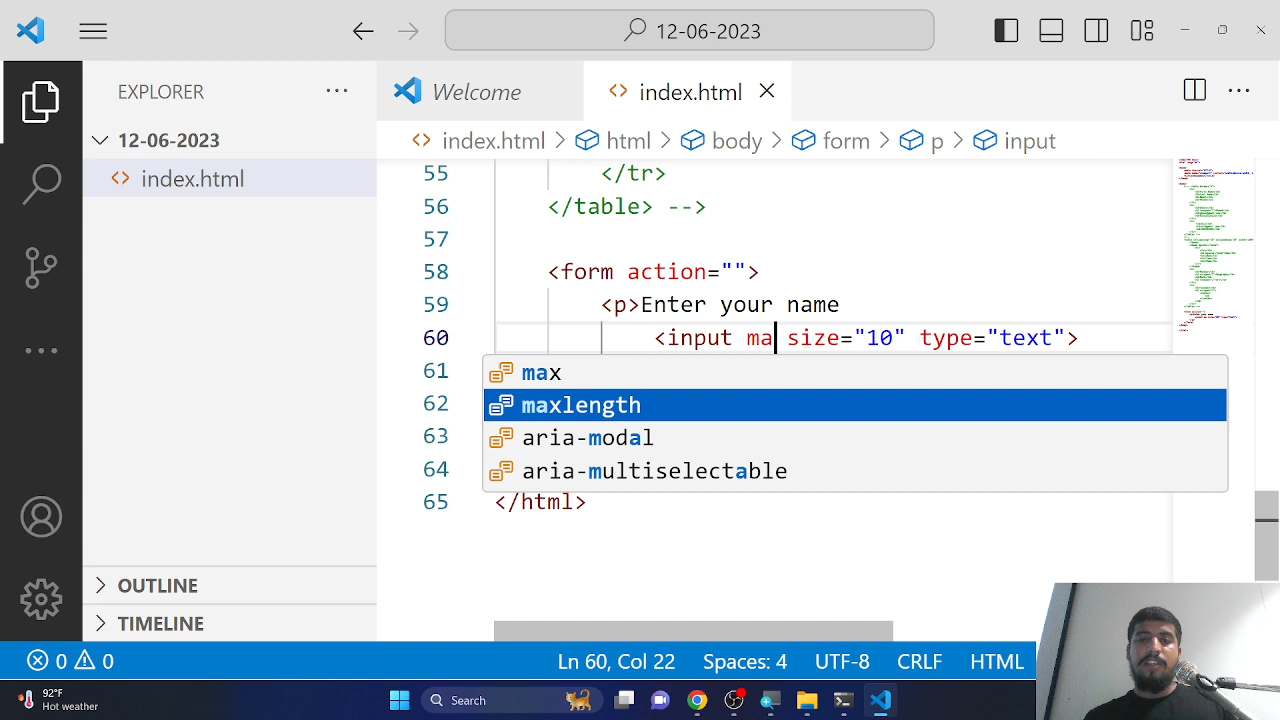 12-06-2023
EXPLORER
Welcome
index.html
12-06-2023
index.html > html > body > form > p > input
index.html
55 </tr>
56 </table> -->
57
58 <form action="">
59 <p>Enter your name
60 <input ma size="10" type="text">
61 max
62 maxlength
63 aria-modal
64 aria-multiselectable
65 </html>
OUTLINE
TIMELINE
0 0
Ln 60, Col 22 Spaces: 4 UTF-8 CRLF HTML
92°F
Hot weather
Search